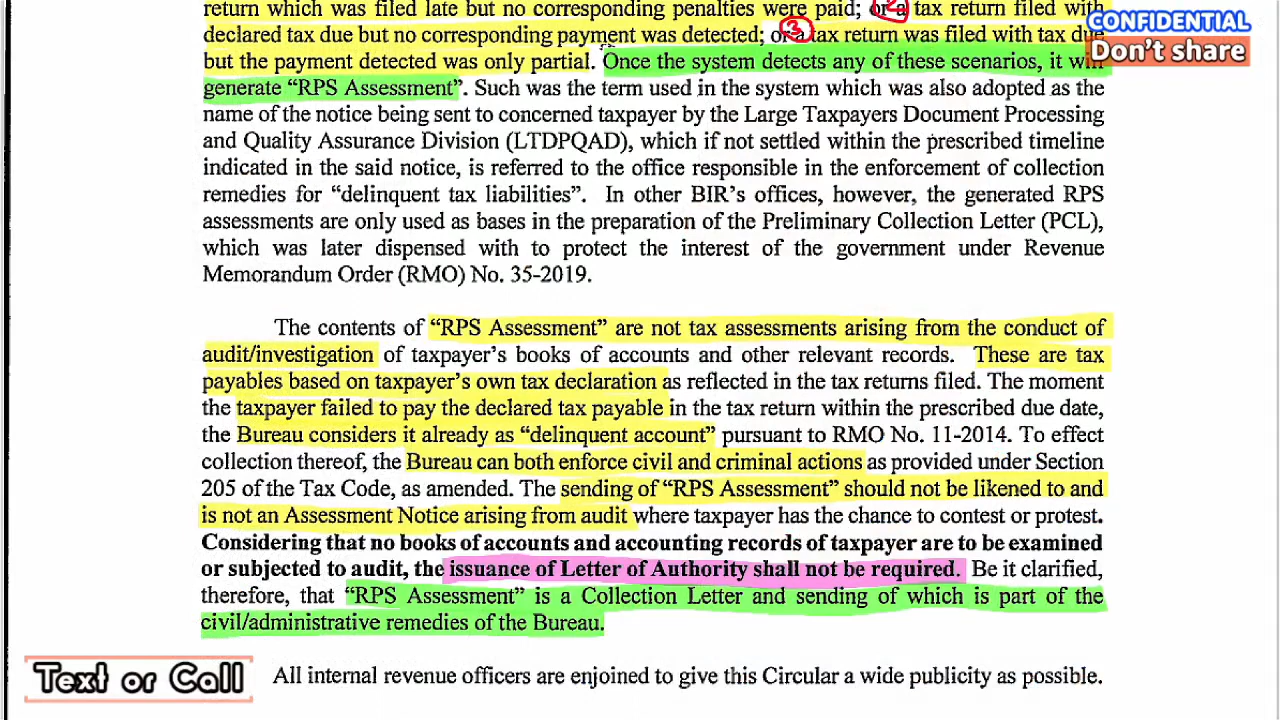 return which was filed late but no corresponding penalties were paid; or a tax return filed with
2
CONFIDENTIAL
declared tax due but no corresponding payment was detected; or a tax return was filed with tax due
3
Don't share
but the payment detected was only partial. Once the system detects any of these scenarios, it will
generate “RPS Assessment”. Such was the term used in the system which was also adopted as the
name of the notice being sent to concerned taxpayer by the Large Taxpayers Document Processing
and Quality Assurance Division (LTDPQAD), which if not settled within the prescribed timeline
indicated in the said notice, is referred to the office responsible in the enforcement of collection
remedies for “delinquent tax liabilities”. In other BIR’s offices, however, the generated RPS
assessments are only used as bases in the preparation of the Preliminary Collection Letter (PCL),
which was later dispensed with to protect the interest of the government under Revenue
Memorandum Order (RMO) No. 35-2019.
The contents of “RPS Assessment” are not tax assessments arising from the conduct of
audit/investigation of taxpayer’s books of accounts and other relevant records. These are tax
payables based on taxpayer’s own tax declaration as reflected in the tax returns filed. The moment
the taxpayer failed to pay the declared tax payable in the tax return within the prescribed due date,
the Bureau considers it already as “delinquent account” pursuant to RMO No. 11-2014. To effect
collection thereof, the Bureau can both enforce civil and criminal actions as provided under Section
205 of the Tax Code, as amended. The sending of “RPS Assessment” should not be likened to and
is not an Assessment Notice arising from audit where taxpayer has the chance to contest or protest.
Considering that no books of accounts and accounting records of taxpayer are to be examined
or subjected to audit, the issuance of Letter of Authority shall not be required. Be it clarified,
therefore, that “RPS Assessment” is a Collection Letter and sending of which is part of the
civil/administrative remedies of the Bureau.
Text or Call
All internal revenue officers are enjoined to give this Circular a wide publicity as possible.